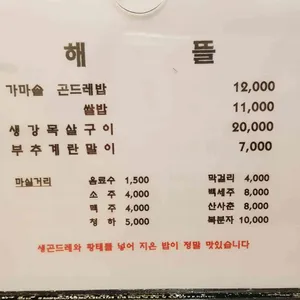 해 뜰
가마솥 곤드레밥 12,000
쌀밥 11,000
생강목살구이 20,000
부추계란말이 7,000
마실거리 음료수 1,500 막걸리 4,000
소 주 4,000 백세주 8,000
맥 주 4,000 산사춘 8,000
청 하 5,000 복분자 10,000
생곤드레와 황태를 넣어 지은 밥이 정말 맛있습니다